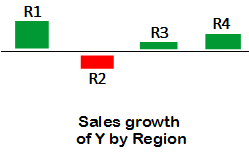 R1
R2
R3
R4
Sales growth
of Y by Region